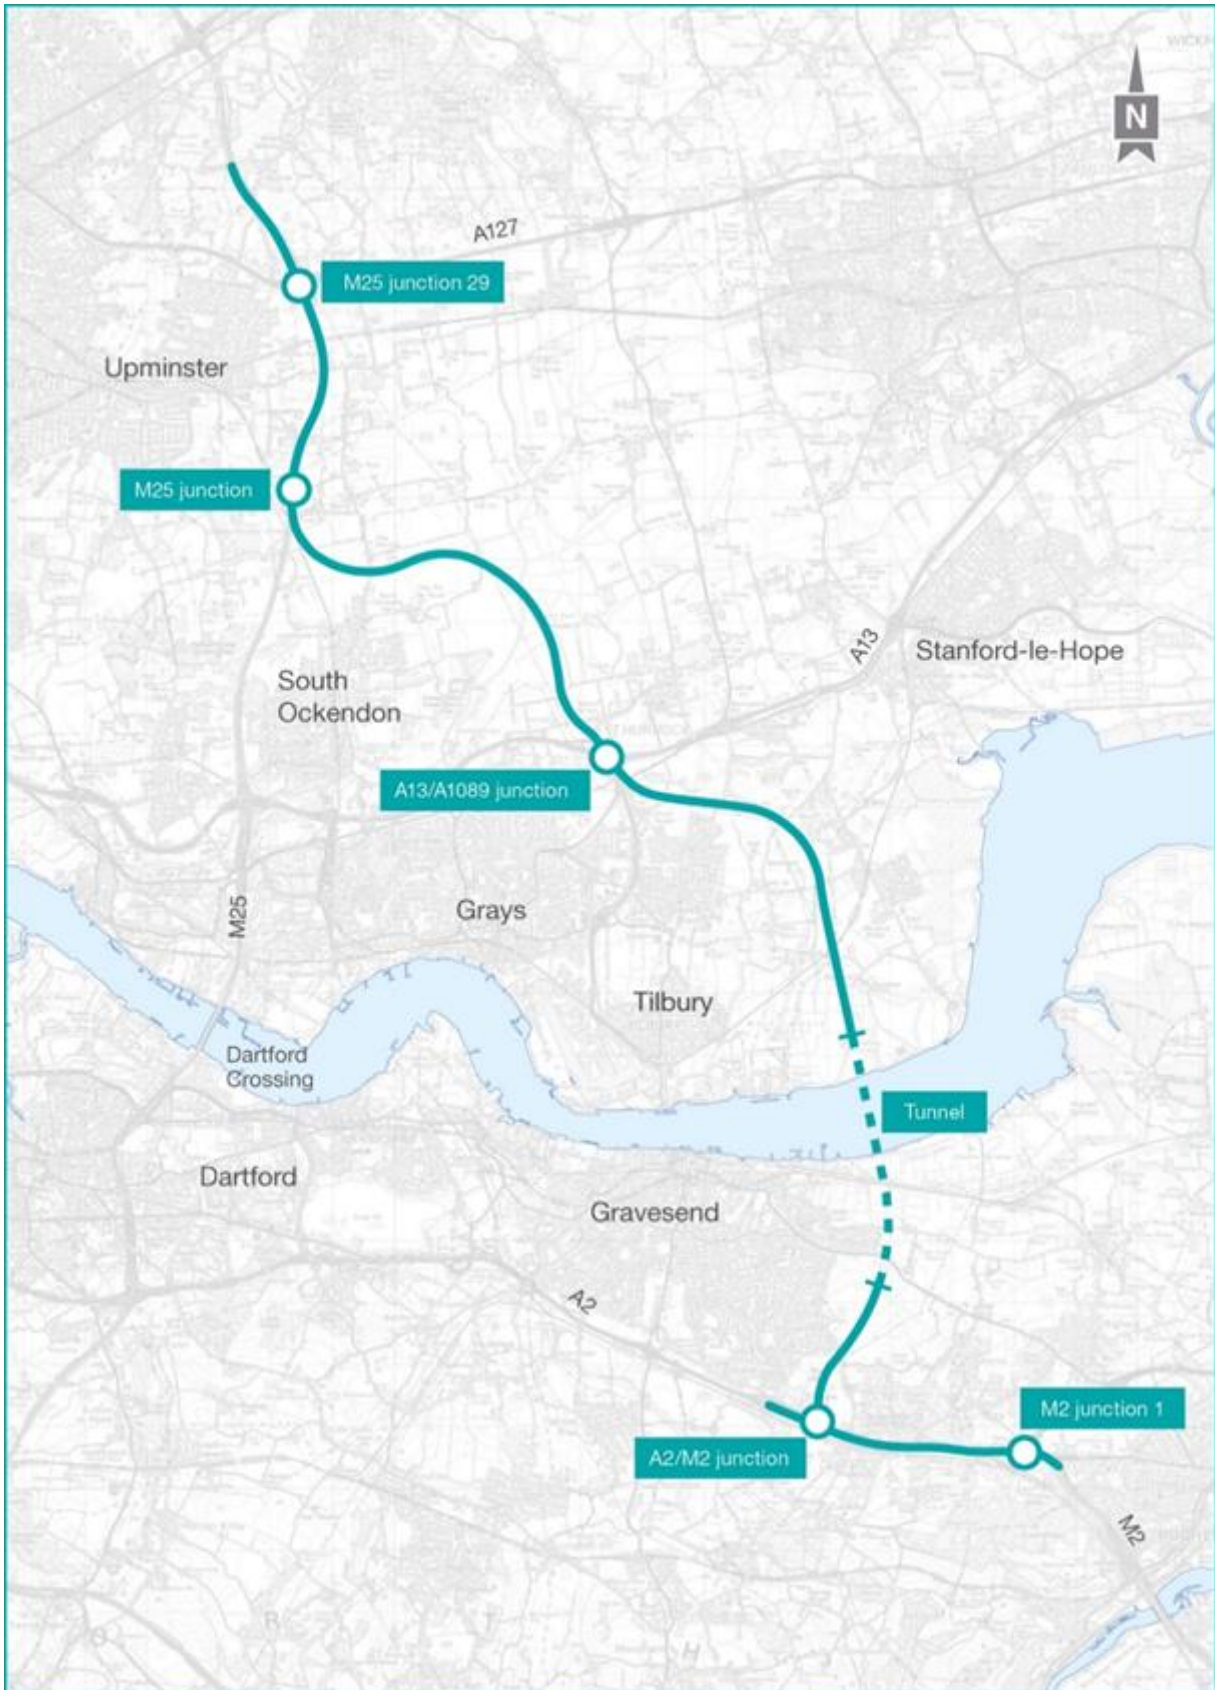 N
A127
M25 junction 29
Upminster
M25 junction
A13
Stanford-le-Hope
South
Ockendon
A13/A1089 junction
M25
Grays
Tilbury
Dartford
Crossing
Tunnel
Dartford
Gravesend
A2
M2 junction 1
A2/M2 junction
M2